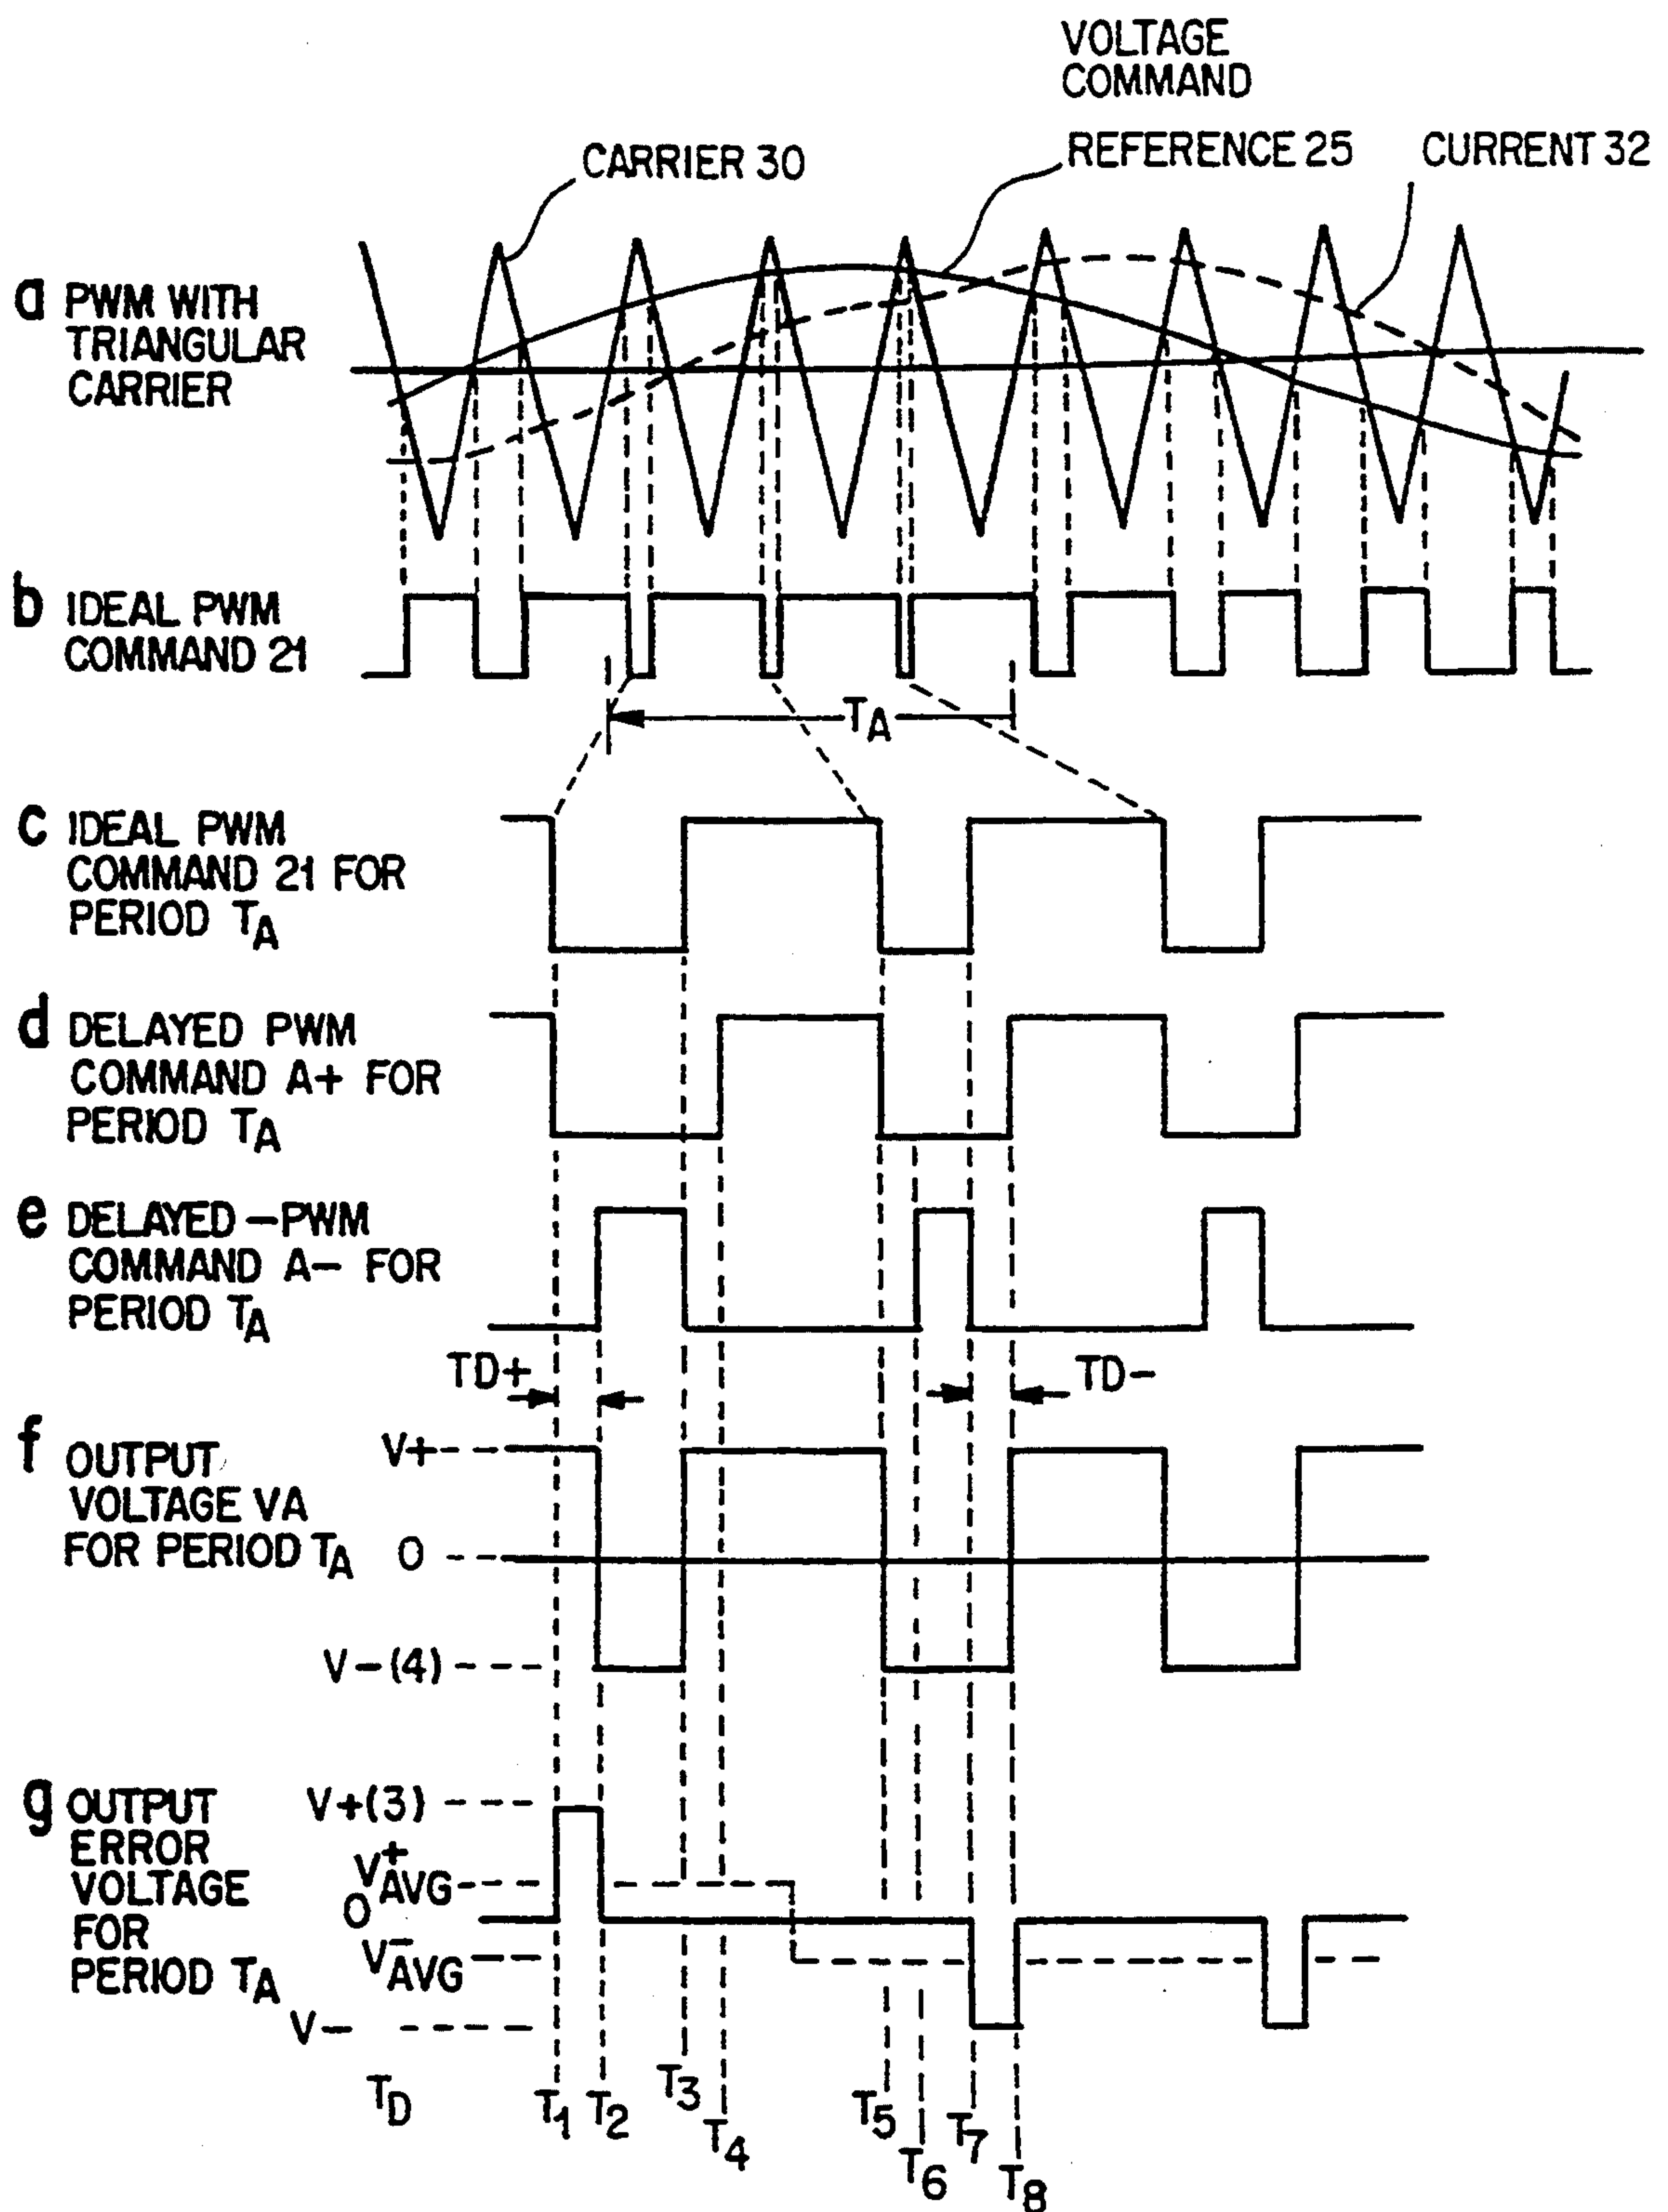 VOLTAGE
COMMAND
CARRIER 30
REFERENCE 25
CURRENT 32
a PWM WITH
TRIANGULAR
CARRIER
b IDEAL PWM
COMMAND 21
TA
c IDEAL PWM
COMMAND 21 FOR
PERIOD TA
d DELAYED PWM
COMMAND A+ FOR
PERIOD TA
e DELAYED -PWM
COMMAND A- FOR
PERIOD TA
TD+
TD-
f OUTPUT
VOLTAGE VA
FOR PERIOD TA
V+
0
V-(4)
g OUTPUT
ERROR
VOLTAGE
FOR
PERIOD TA
V+(3)
V+AVG
0
V-AVG
V-
TD
T1
T2
T3
T4
T5
T6
T7
T8